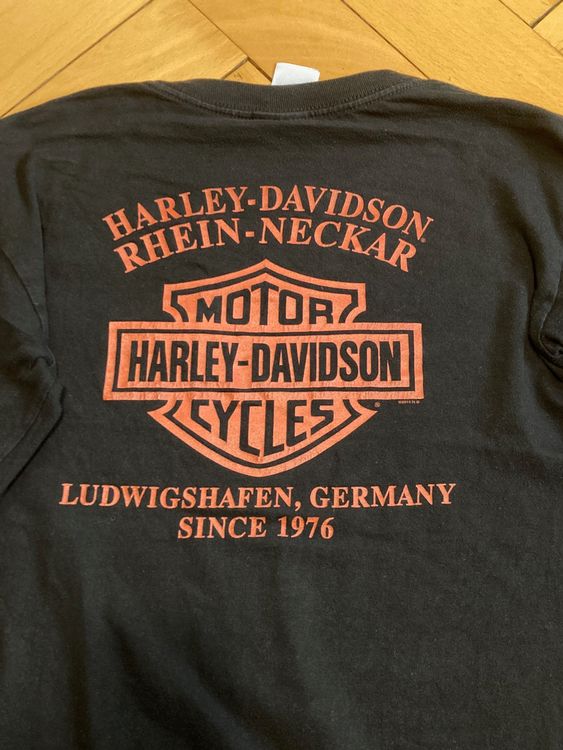 HARLEY-DAVIDSON
RHEIN-NECKAR
MOTOR
HARLEY-DAVIDSON
CYCLES
LUDWIGSHAFEN, GERMANY
SINCE 1976